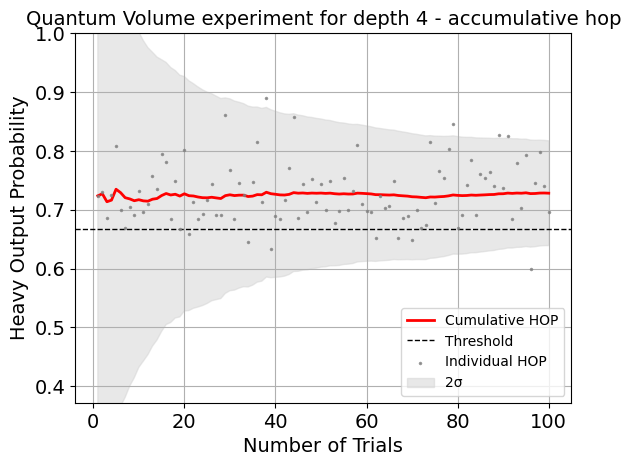 Quantum Volume experiment for depth 4 - accumulative hop
Heavy Output Probability
1.0
0.9
0.8
0.7
0.6
0.5
0.4
Cumulative HOP
Threshold
Individual HOP
2σ
0 20 40 60 80 100
Number of Trials